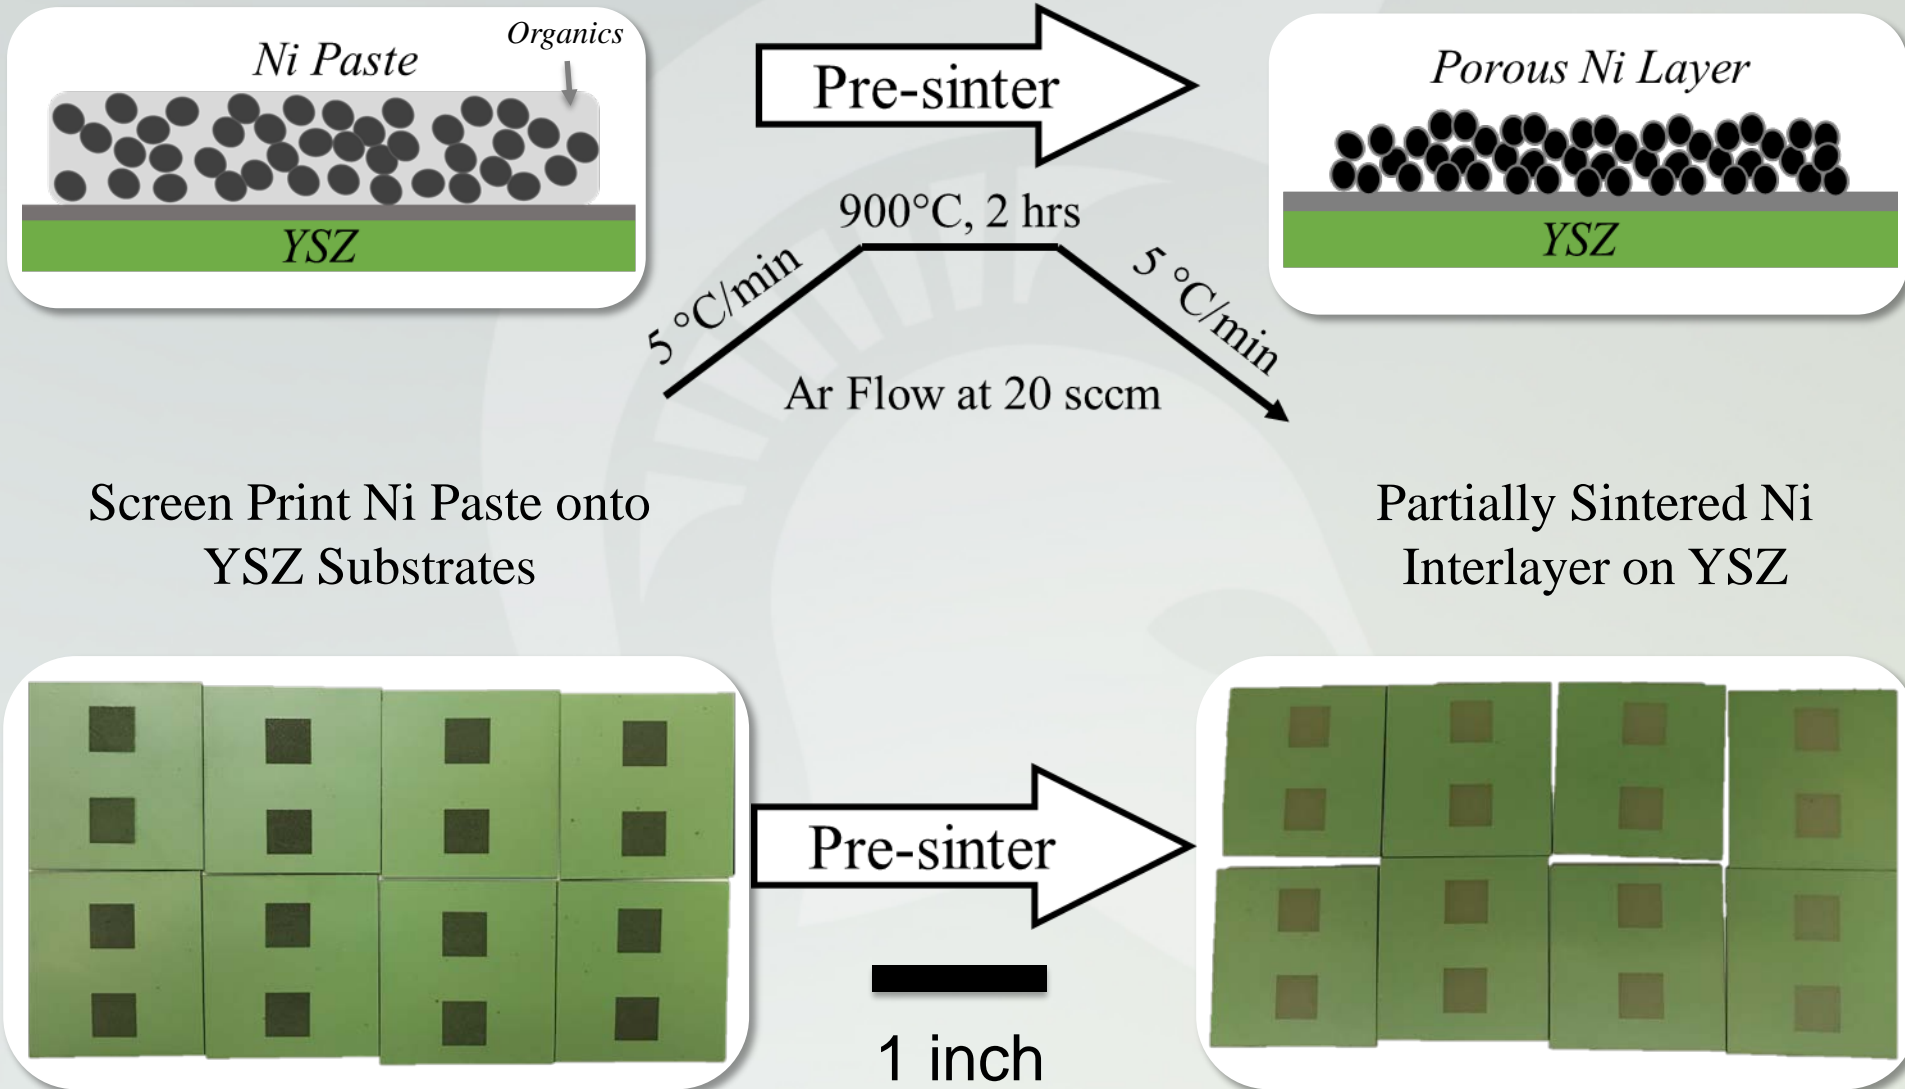 Organics
Ni Paste
YSZ
Pre-sinter
900°C, 2 hrs
5 °C/min
5 °C/min
Ar Flow at 20 sccm
Porous Ni Layer
YSZ
Screen Print Ni Paste onto
YSZ Substrates
Partially Sintered Ni
Interlayer on YSZ
Pre-sinter
1 inch